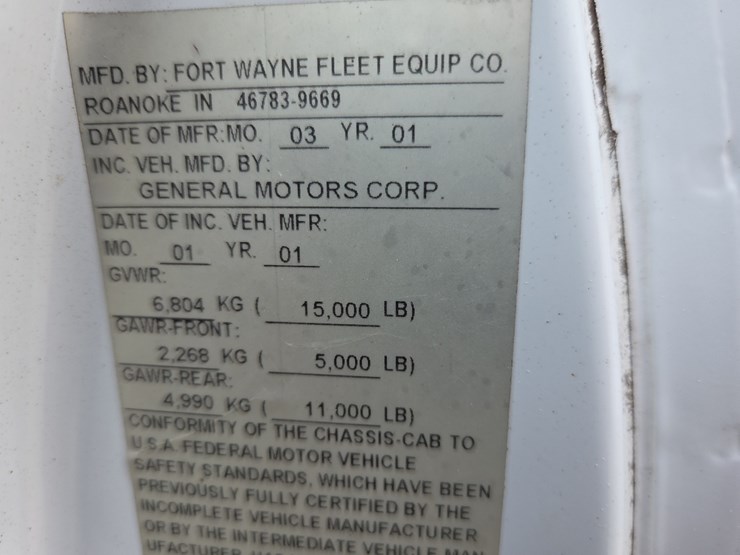 MFD. BY: FORT WAYNE FLEET EQUIP CO.
ROANOKE IN 46783-9669
DATE OF MFR:MO. 03 YR. 01
INC. VEH. MFD. BY:
GENERAL MOTORS CORP.
DATE OF INC. VEH. MFR:
MO. 01 YR. 01
GVWR:
6,804 KG ( 15,000 LB)
GAWR-FRONT:
2,268 KG ( 5,000 LB)
GAWR-REAR:
4,990 KG ( 11,000 LB)
CONFORMITY OF THE CHASSIS-CAB TO
U.S.A. FEDERAL MOTOR VEHICLE
SAFETY STANDARDS, WHICH HAVE BEEN
PREVIOUSLY FULLY CERTIFIED BY THE
INCOMPLETE VEHICLE MANUFACTURER
OR BY THE INTERMEDIATE VEHICLE MAN
UFACTURER